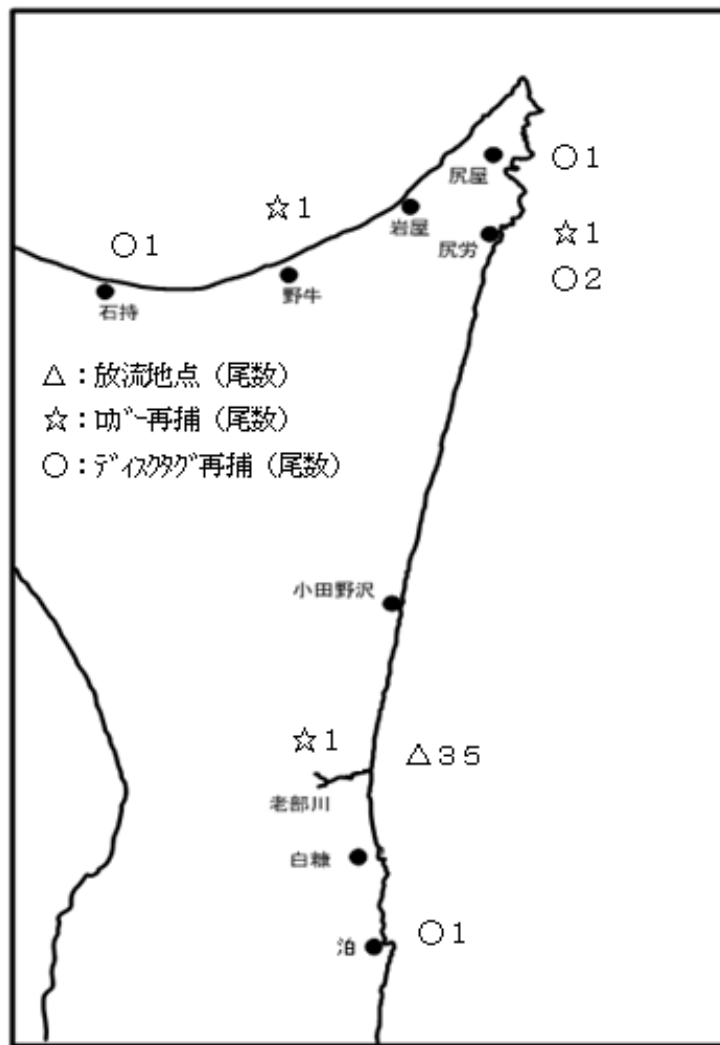 尻屋
○1
☆1
岩屋
尻労
☆1
○1
○2
野牛
石持
△：放流地点（尾数）
☆：ﾛｶﾞｰ再捕（尾数）
○：ﾃﾞｨｽｸﾀｸﾞ再捕（尾数）
小田野沢
☆1
△３５
老部川
白糠
○1
泊